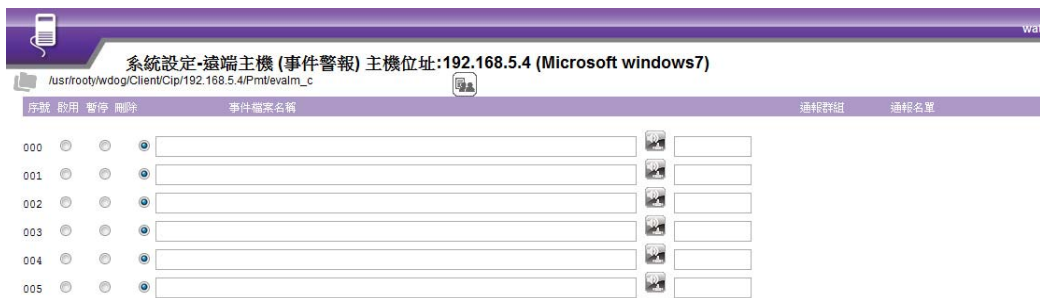 wat
系統設定-遠端主機 (事件警報) 主機位址:192.168.5.4 (Microsoft windows7)
/usr/rooty/wdog/Client/Cip/192.168.5.4/Pmt/evalm_c
序號 啟用 暫停 刪除 事件檔案名稱 通報群組 通報名單
000
001
002
003
004
005